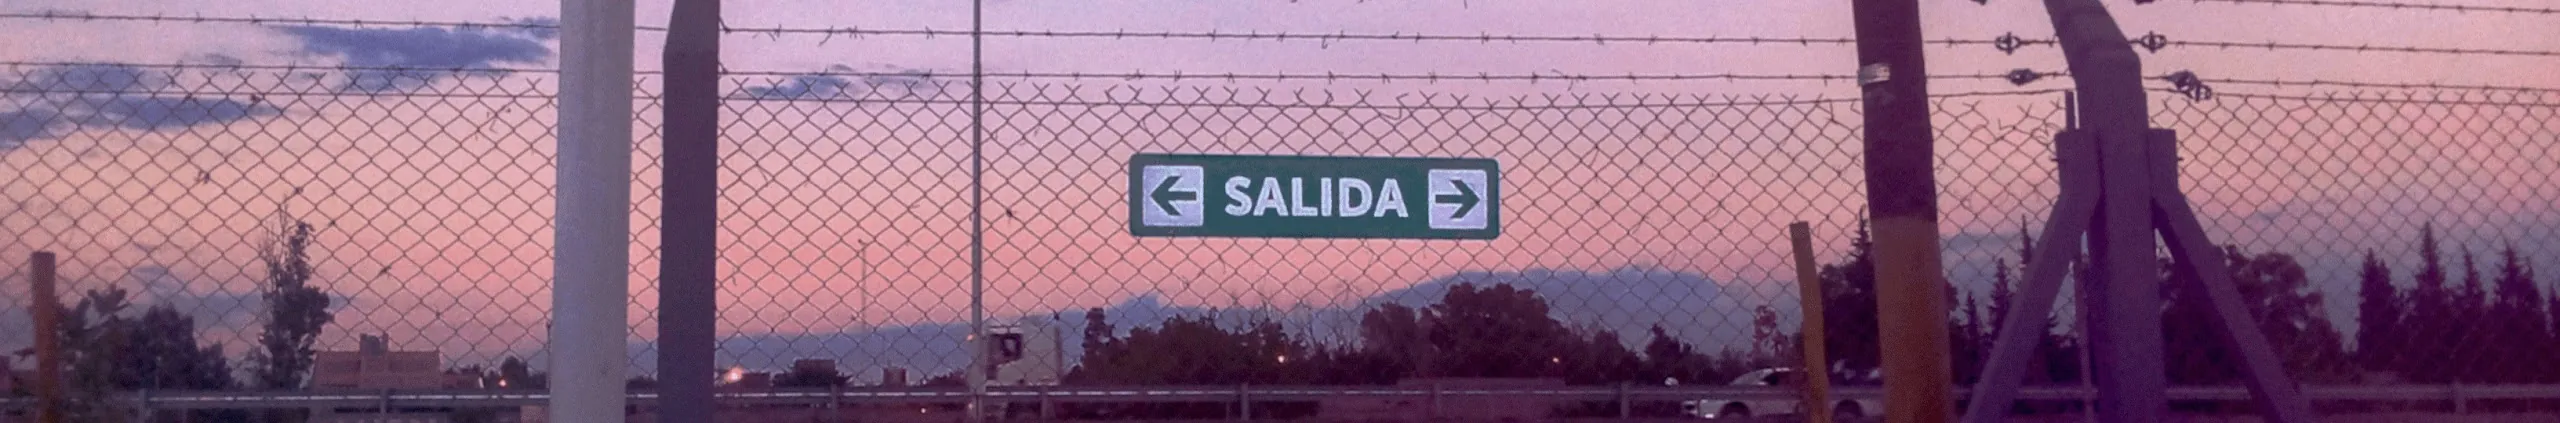 ← SALIDA →